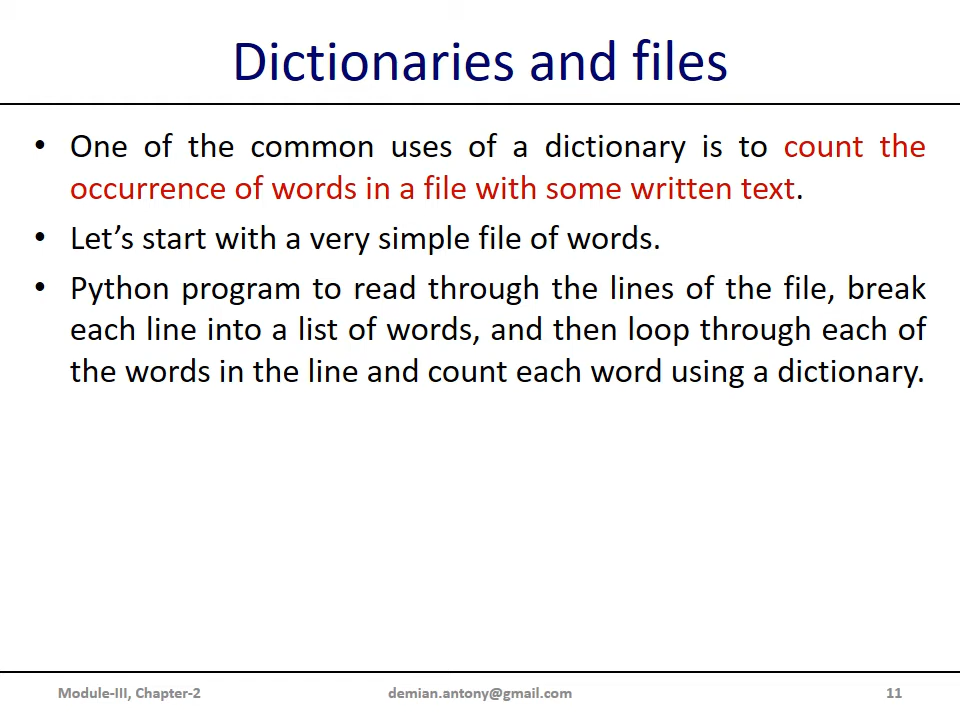 Dictionaries and files
• One of the common uses of a dictionary is to count the
occurrence of words in a file with some written text.
• Let’s start with a very simple file of words.
• Python program to read through the lines of the file, break
each line into a list of words, and then loop through each of
the words in the line and count each word using a dictionary.
Module-III, Chapter-2 demian.antony@gmail.com 11